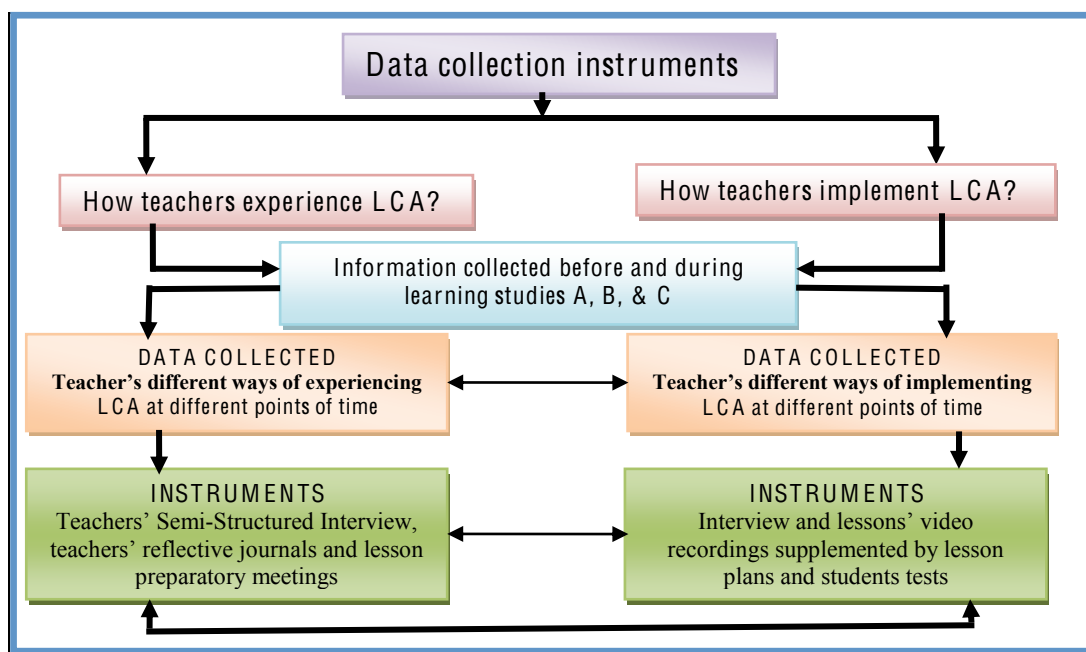 Data collection instruments
How teachers experience LCA?
How teachers implement LCA?
Information collected before and during
learning studies A, B, & C
DATA COLLECTED
Teacher's different ways of experiencing
LCA at different points of time
DATA COLLECTED
Teacher's different ways of implementing
LCA at different points of time
INSTRUMENTS
Teachers' Semi-Structured Interview,
teachers' reflective journals and lesson
preparatory meetings
INSTRUMENTS
Interview and lessons' video
recordings supplemented by lesson
plans and students tests